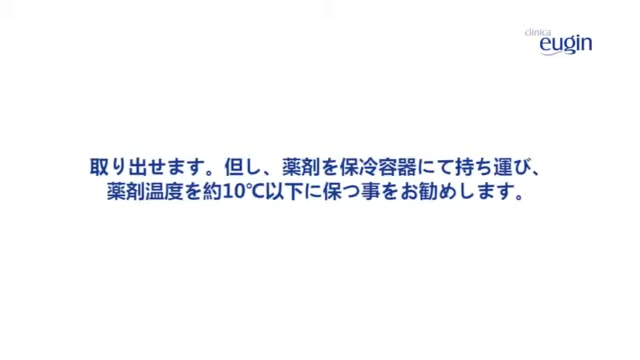 clínica
eugin
取り出せます。但し、薬剤を保冷容器にて持ち運び、
薬剤温度を約10℃以下に保つ事をお勧めします。